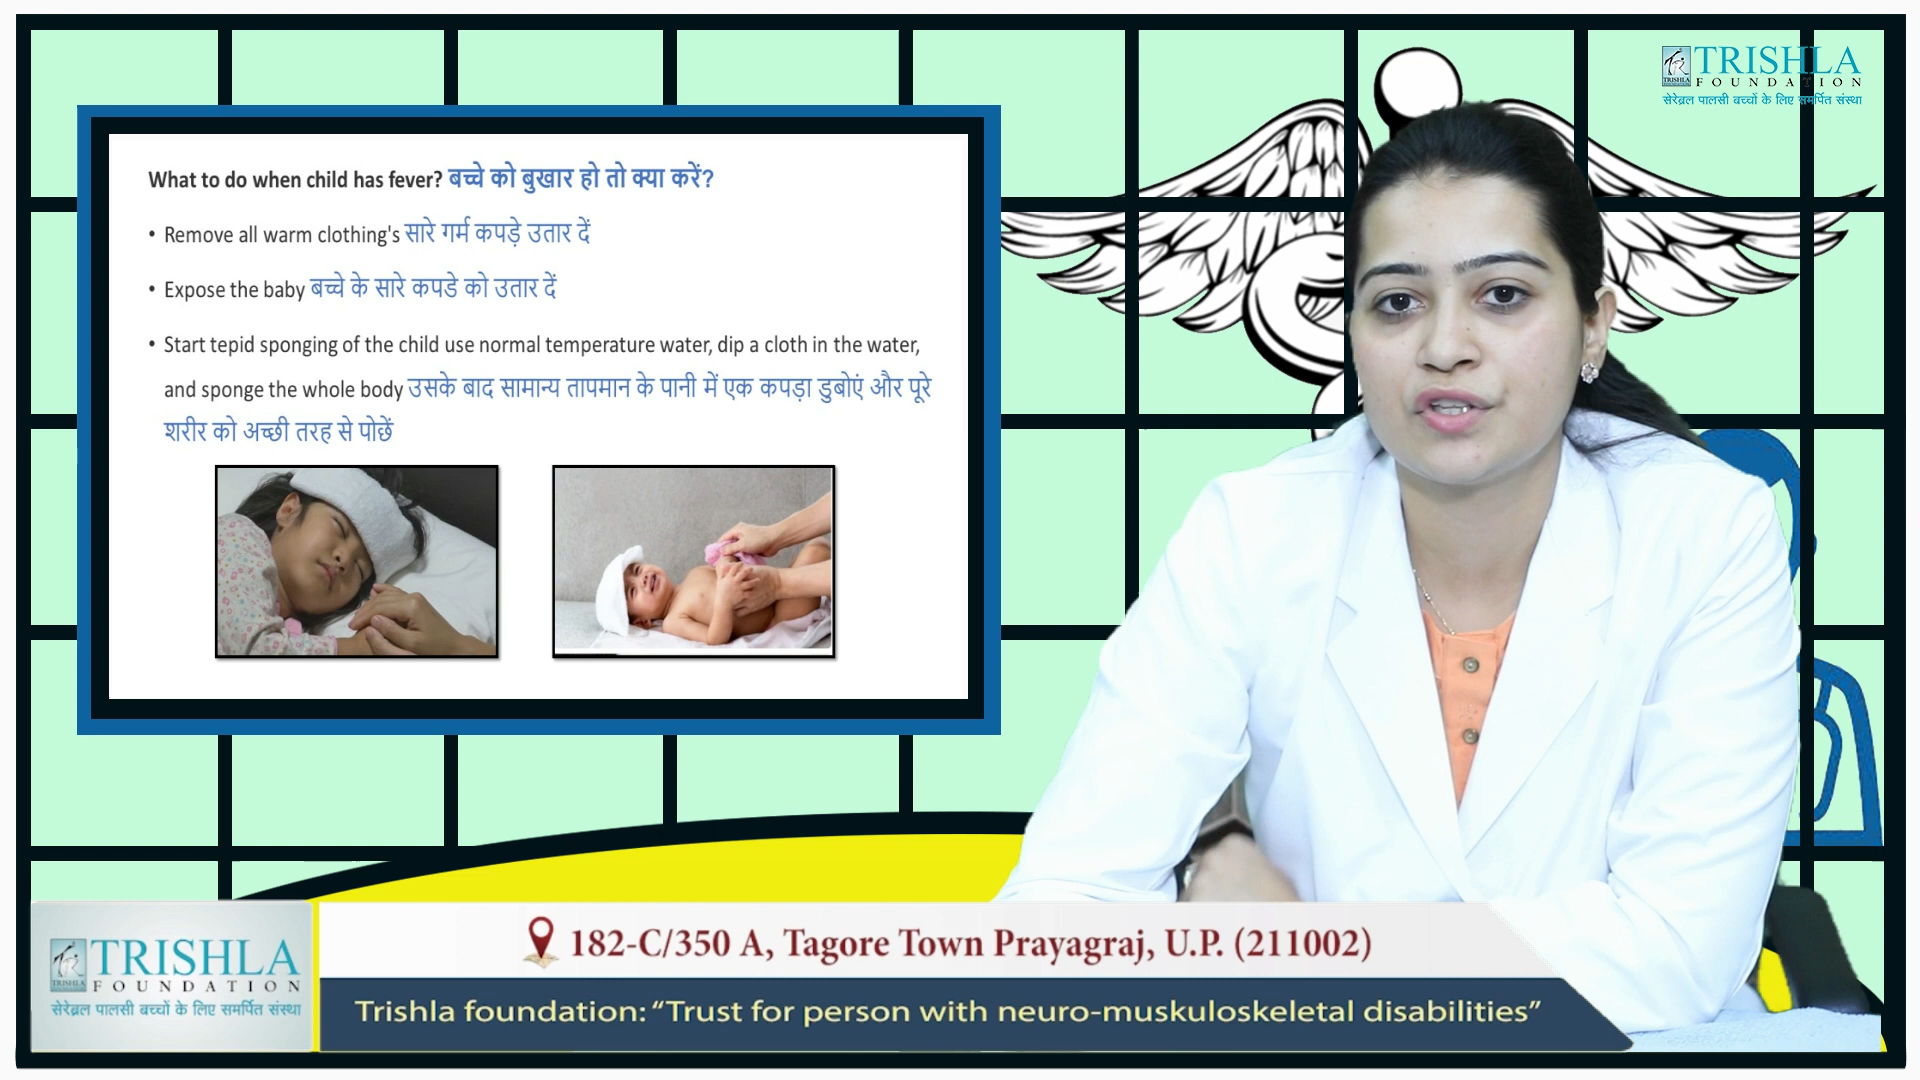 TRISHLA
FOUNDATION
सेरेब्रल पालसी बच्चों के लिए समर्पित संस्था
What to do when child has fever? बच्चे को बुखार हो तो क्या करें?
• Remove all warm clothing's सारे गर्म कपड़े उतार दें
• Expose the baby बच्चे के सारे कपडे को उतार दें
• Start tepid sponging of the child use normal temperature water, dip a cloth in the water,
and sponge the whole body उसके बाद सामान्य तापमान के पानी में एक कपड़ा डुबोएं और पूरे
शरीर को अच्छी तरह से पोछें
182-C/350 A, Tagore Town Prayagraj, U.P. (211002)
TRISHLA
FOUNDATION
सेरेब्रल पालसी बच्चों के लिए समर्पित संस्था
Trishla foundation: “Trust for person with neuro-muskuloskeletal disabilities”